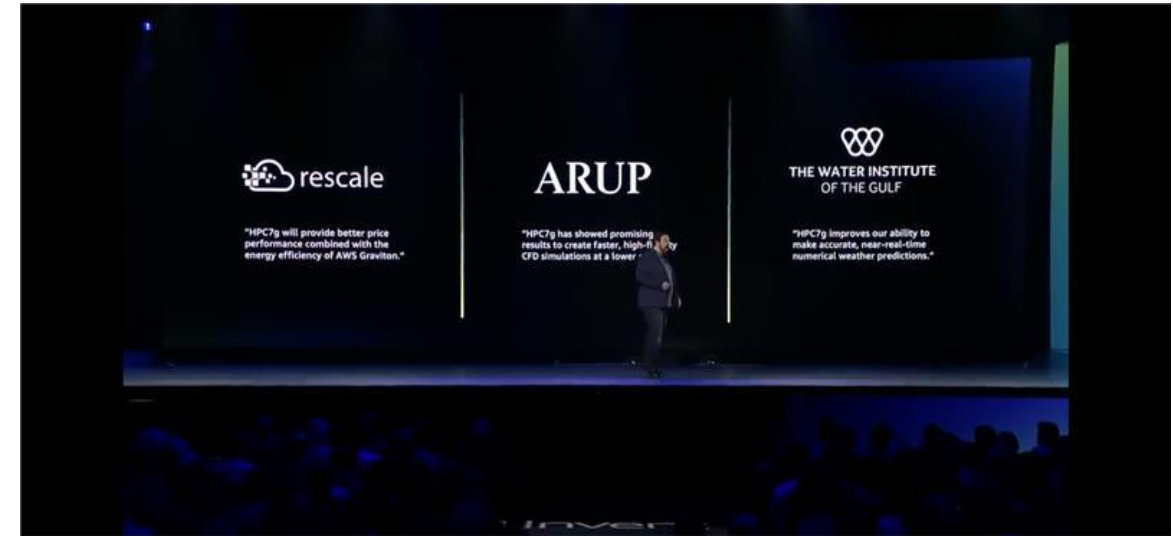 rescale
"HPC7g will provide better price
performance combined with the
energy efficiency of AWS Graviton."
ARUP
"HPC7g has showed promising
results to create faster, high-
CFD simulations at a lower
THE WATER INSTITUTE
OF THE GULF
"HPC7g improves our ability to
make accurate, near-real-time
numerical weather predictions."